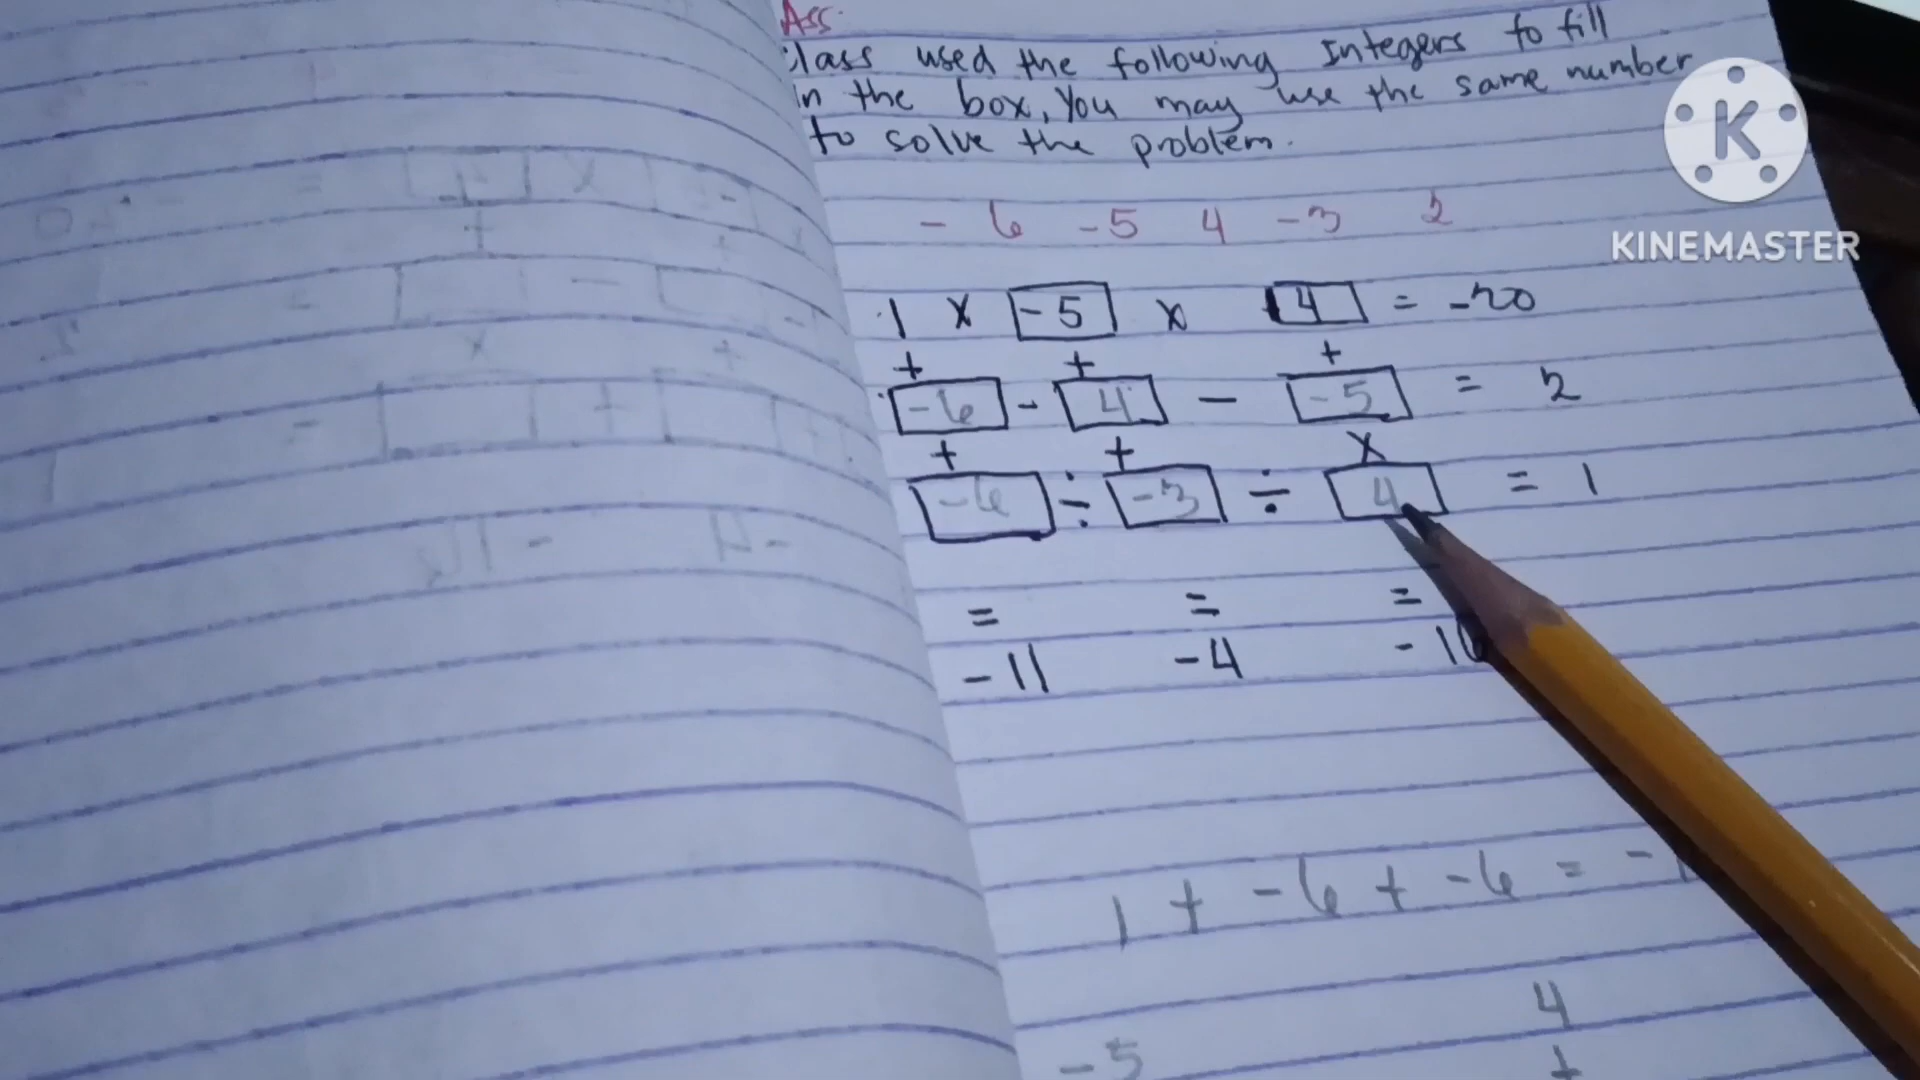 Ass.
Class used the following Integers to fill
in the box, You may use the same number
to solve the problem.
- 6 -5 4 -3 2
1 x -5 x 4 = -20
+ + +
-6 - 4 - -5 = 2
+ + x
-6 ÷ -3 ÷ 4 = 1
= = =
-11 -4
1 + -6 + -6 = -
4
-5 +
K
KINEMASTER